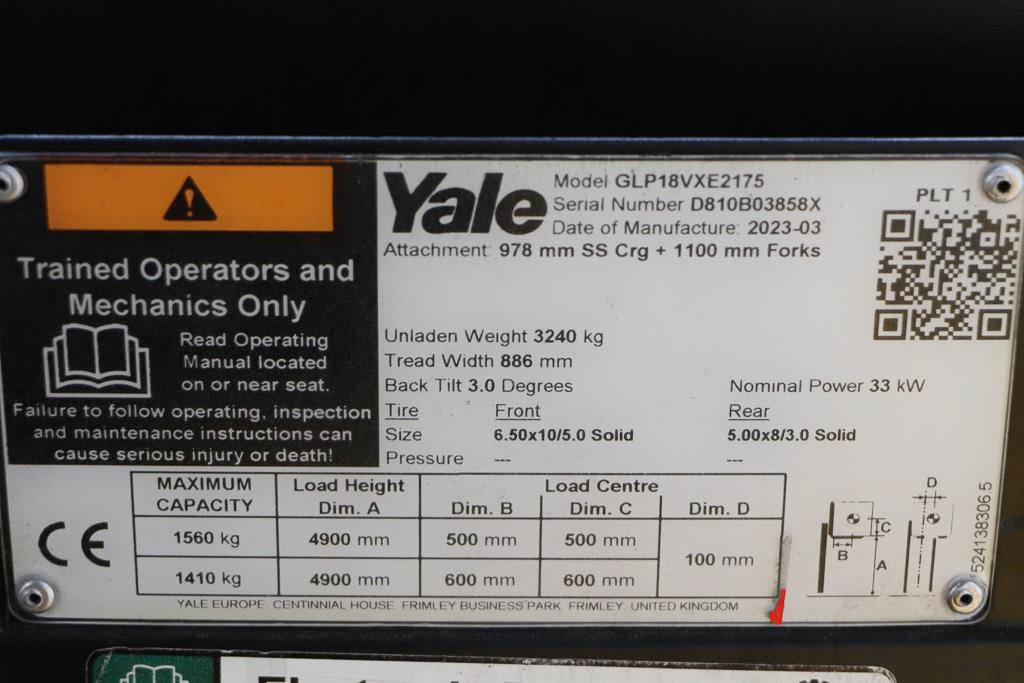 Trained Operators and
Mechanics Only
Read Operating
Manual located
on or near seat.
Failure to follow operating, inspection
and maintenance instructions can
cause serious injury or death!
Yale
Model GLP18VXE2175
Serial Number D810B03858X
Date of Manufacture: 2023-03
Attachment: 978 mm SS Crg + 1100 mm Forks
PLT 1
Unladen Weight 3240 kg
Tread Width 886 mm
Back Tilt 3.0 Degrees
Nominal Power 33 kW
Tire Front Rear
Size 6.50x10/5.0 Solid 5.00x8/3.0 Solid
Pressure --- ---
MAXIMUM CAPACITY
Load Height
Dim. A
Load Centre
Dim. B Dim. C Dim. D
1560 kg 4900 mm 500 mm 500 mm
100 mm
1410 kg 4900 mm 600 mm 600 mm
CE
D
C
B
A
524138306.5
YALE EUROPE, CENTINNIAL HOUSE, FRIMLEY BUSINESS PARK, FRIMLEY, UNITED KINGDOM